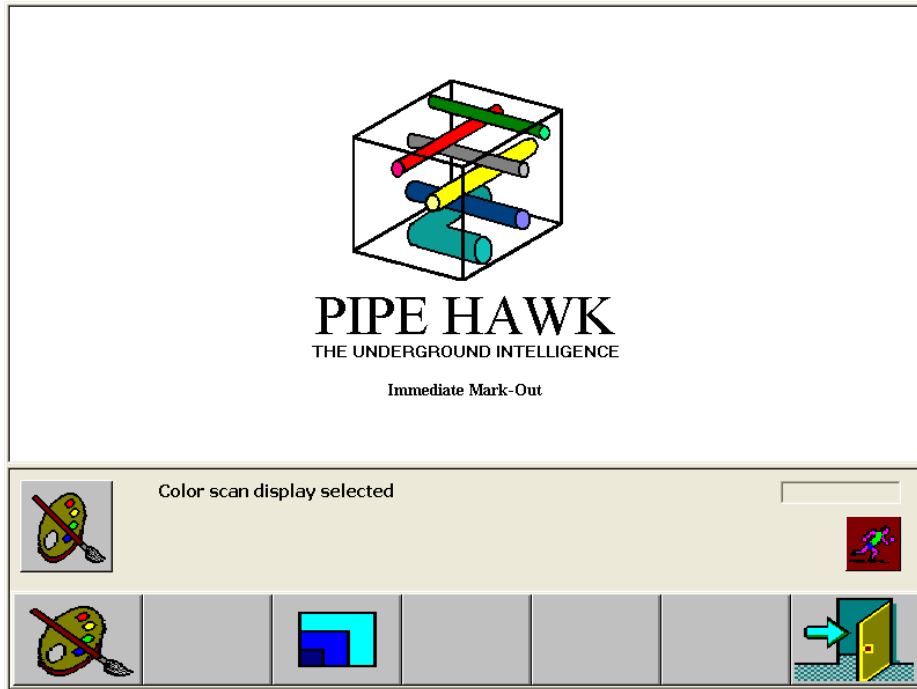 PIPE HAWK
THE UNDERGROUND INTELLIGENCE
Immediate Mark-Out
Color scan display selected